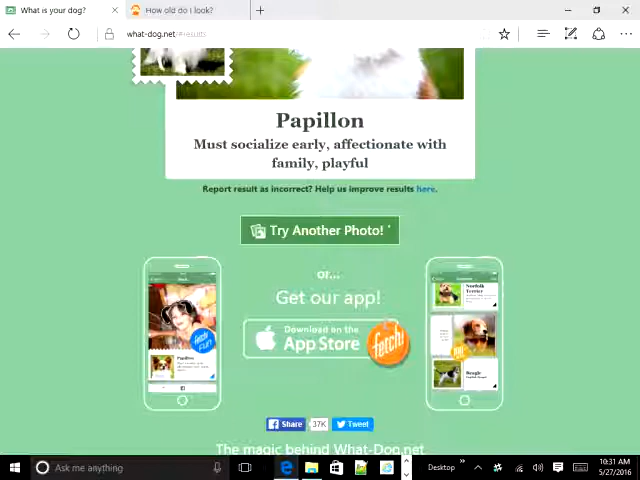 What is your dog?
How old do I look?
what-dog.net/#results
Papillon
Must socialize early, affectionate with
family, playful
Report result as incorrect? Help us improve results here.
Try Another Photo!
or...
Get our app!
Download on the
App Store
fetch!
fetch
FUN
Papillon
Norfolk
Terrier
Beagle
Share
37K
Tweet
The magic behind What-Dog.net
Ask me anything
Desktop
10:31 AM
5/27/2016